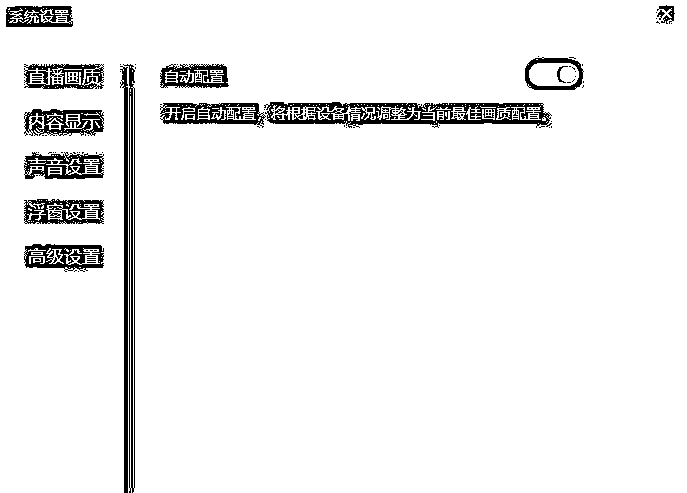 系统设置
直播画质
自动配置
开启自动配置，将根据设备情况调整为当前最佳画质配置。
内容显示
声音设置
浮窗设置
高级设置